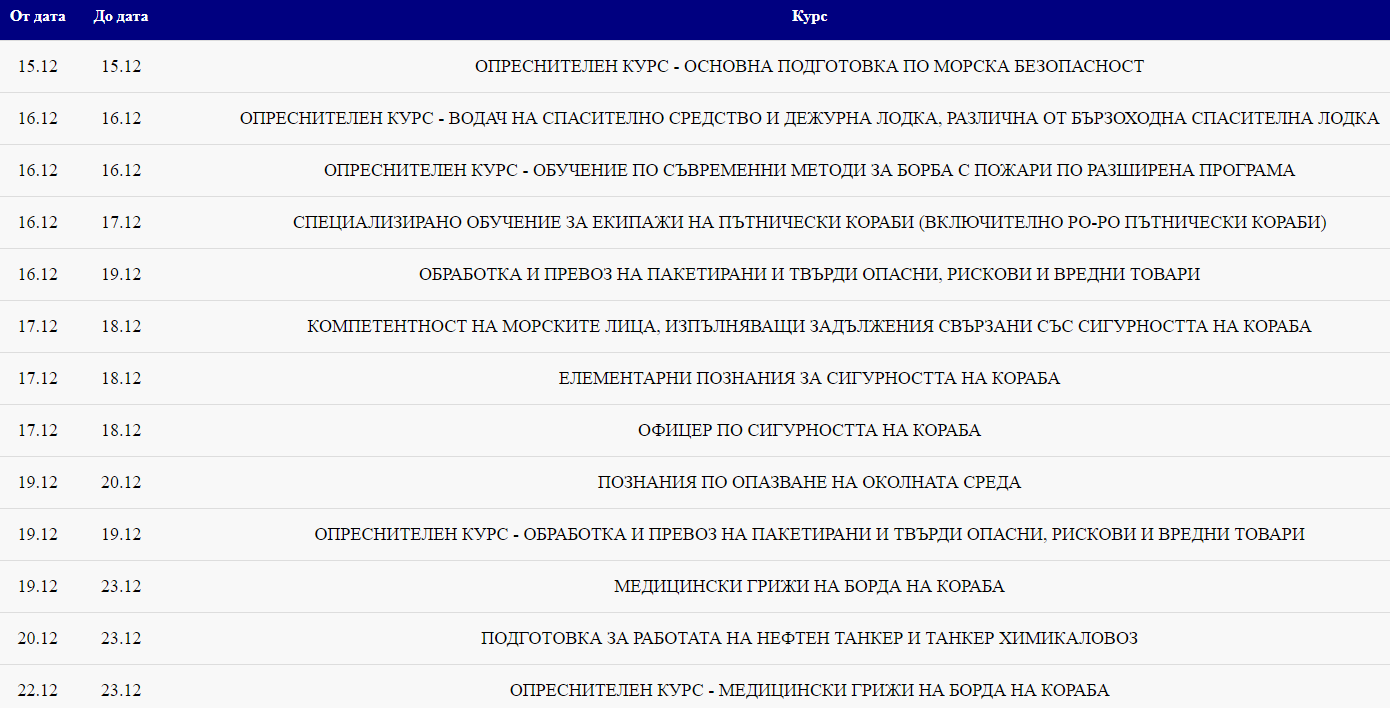 От дата До дата Курс
15.12 15.12 ОПРЕСНИТЕЛЕН КУРС - ОСНОВНА ПОДГОТОВКА ПО МОРСКА БЕЗОПАСНОСТ
16.12 16.12 ОПРЕСНИТЕЛЕН КУРС - ВОДАЧ НА СПАСИТЕЛНО СРЕДСТВО И ДЕЖУРНА ЛОДКА, РАЗЛИЧНА ОТ БЪРЗОХОДНА СПАСИТЕЛНА ЛОДКА
16.12 16.12 ОПРЕСНИТЕЛЕН КУРС - ОБУЧЕНИЕ ПО СЪВРЕМЕННИ МЕТОДИ ЗА БОРБА С ПОЖАРИ ПО РАЗШИРЕНА ПРОГРАМА
16.12 17.12 СПЕЦИАЛИЗИРАНО ОБУЧЕНИЕ ЗА ЕКИПАЖИ НА ПЪТНИЧЕСКИ КОРАБИ (ВКЛЮЧИТЕЛНО РО-РО ПЪТНИЧЕСКИ КОРАБИ)
16.12 19.12 ОБРАБОТКА И ПРЕВОЗ НА ПАКЕТИРАНИ И ТВЪРДИ ОПАСНИ, РИСКОВИ И ВРЕДНИ ТОВАРИ
17.12 18.12 КОМПЕТЕНТНОСТ НА МОРСКИТЕ ЛИЦА, ИЗПЪЛНЯВАЩИ ЗАДЪЛЖЕНИЯ СВЪРЗАНИ СЪС СИГУРНОСТТА НА КОРАБА
17.12 18.12 ЕЛЕМЕНТАРНИ ПОЗНАНИЯ ЗА СИГУРНОСТТА НА КОРАБА
17.12 18.12 ОФИЦЕР ПО СИГУРНОСТТА НА КОРАБА
19.12 20.12 ПОЗНАНИЯ ПО ОПАЗВАНЕ НА ОКОЛНАТА СРЕДА
19.12 19.12 ОПРЕСНИТЕЛЕН КУРС - ОБРАБОТКА И ПРЕВОЗ НА ПАКЕТИРАНИ И ТВЪРДИ ОПАСНИ, РИСКОВИ И ВРЕДНИ ТОВАРИ
19.12 23.12 МЕДИЦИНСКИ ГРИЖИ НА БОРДА НА КОРАБА
20.12 23.12 ПОДГОТОВКА ЗА РАБОТАТА НА НЕФТЕН ТАНКЕР И ТАНКЕР ХИМИКАЛОВОЗ
22.12 23.12 ОПРЕСНИТЕЛЕН КУРС - МЕДИЦИНСКИ ГРИЖИ НА БОРДА НА КОРАБА